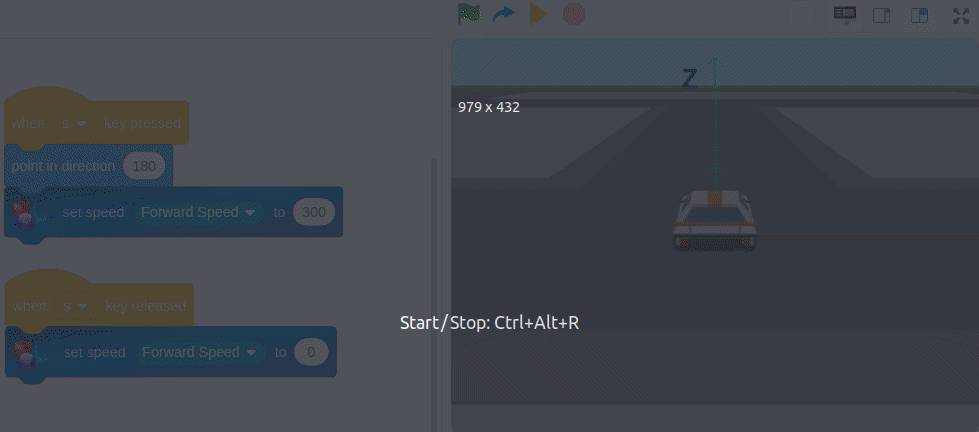 when s key pressed
point in direction 180
set speed Forward Speed to 300
when s key released
set speed Forward Speed to 0
Z
979 x 432
Start/Stop: Ctrl+Alt+R